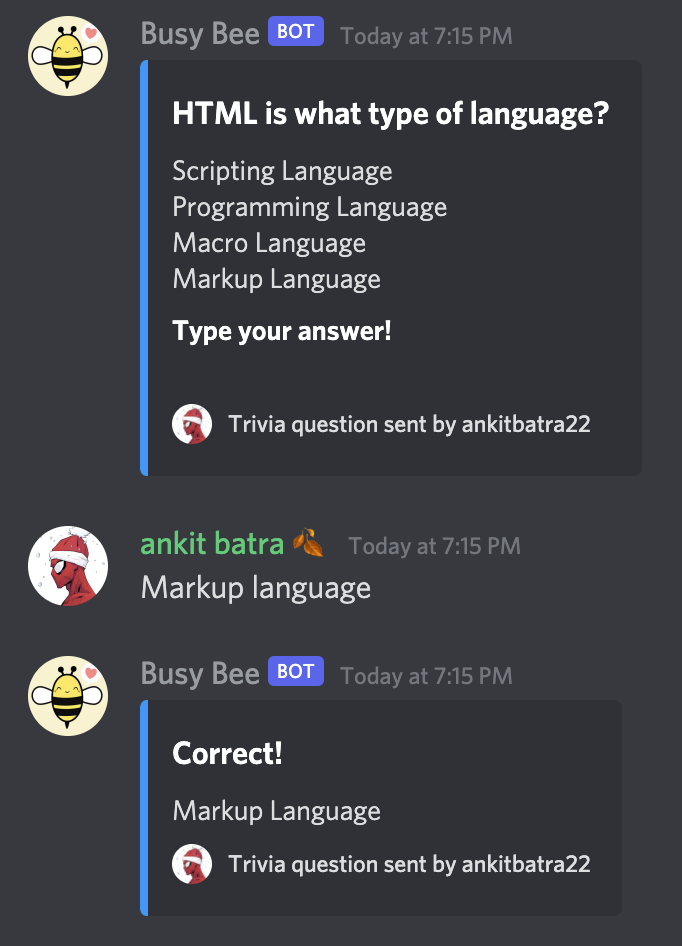 Busy Bee BOT Today at 7:15 PM
HTML is what type of language?
Scripting Language
Programming Language
Macro Language
Markup Language
Type your answer!
Trivia question sent by ankitbatra22
ankit batra 🍂 Today at 7:15 PM
Markup language
Busy Bee BOT Today at 7:15 PM
Correct!
Markup Language
Trivia question sent by ankitbatra22